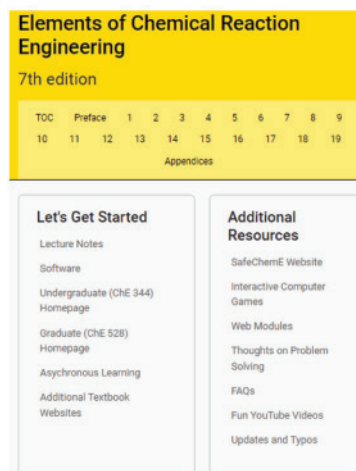 Elements of Chemical Reaction
Engineering
7th edition
TOC Preface 1 2 3 4 5 6 7 8 9
10 11 12 13 14 15 16 17 18 19
Appendices
Let's Get Started
Lecture Notes
Software
Undergraduate (ChE 344)
Homepage
Graduate (ChE 528)
Homepage
Asychronous Learning
Additional Textbook
Websites
Additional
Resources
SafeChemE Website
Interactive Computer
Games
Web Modules
Thoughts on Problem
Solving
FAQs
Fun YouTube Videos
Updates and Typos